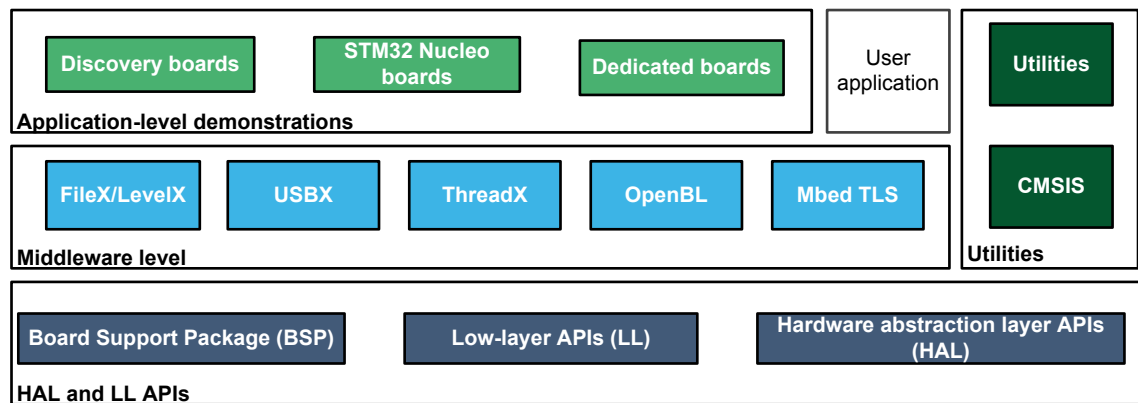 Discovery boards
STM32 Nucleo
boards
Dedicated boards
Application-level demonstrations
User
application
Utilities
CMSIS
Utilities
FileX/LevelX
USBX
ThreadX
OpenBL
Mbed TLS
Middleware level
Board Support Package (BSP)
Low-layer APIs (LL)
Hardware abstraction layer APIs
(HAL)
HAL and LL APIs